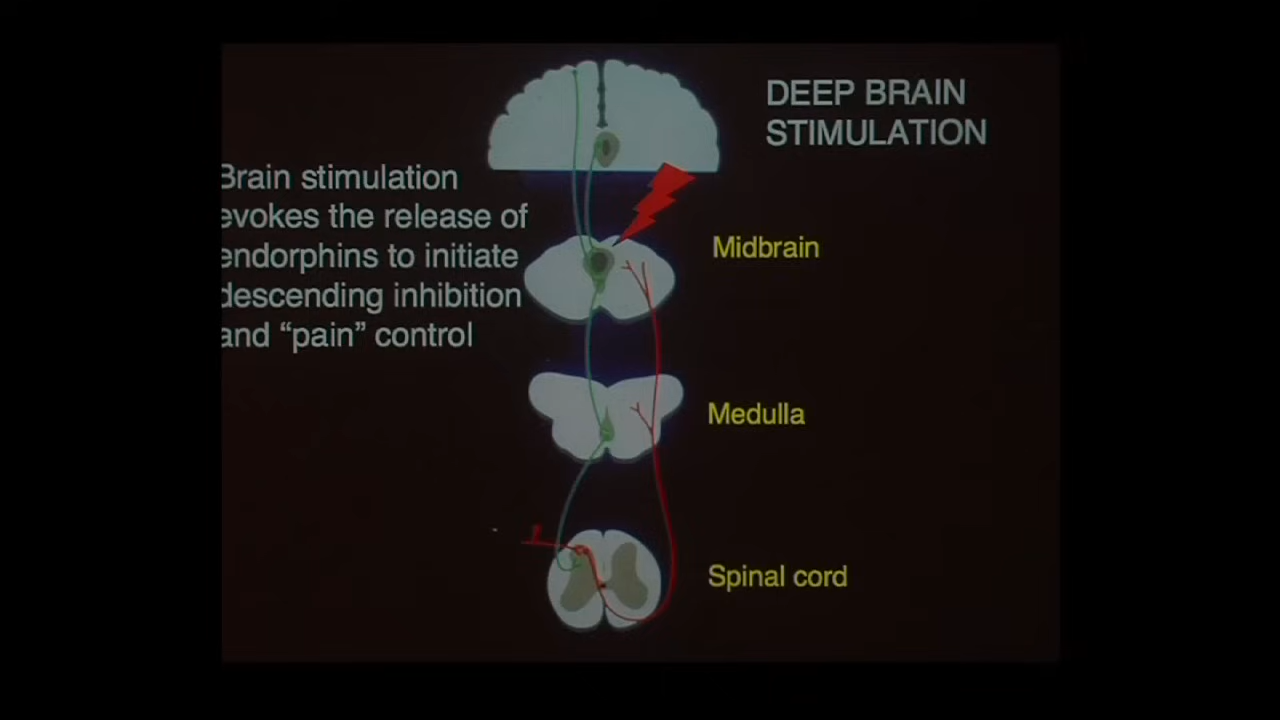 DEEP BRAIN
STIMULATION
Brain stimulation
evokes the release of
endorphins to initiate
descending inhibition
and “pain” control
Midbrain
Medulla
Spinal cord